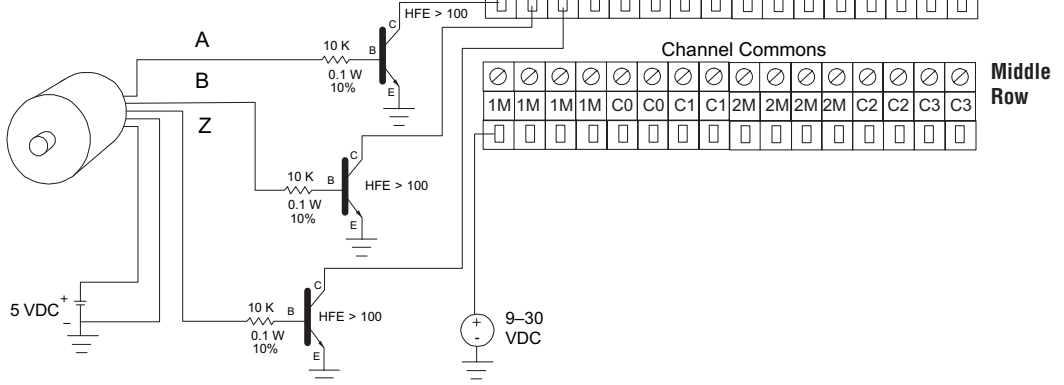 A
10 K
B
C
HFE > 100
0.1 W
10%
E
B
10 K
B
C
HFE > 100
0.1 W
10%
E
Z
10 K
B
C
HFE > 100
0.1 W
10%
E
5 VDC
+
–
+
-
9–30
VDC
Channel Commons
1M 1M 1M 1M C0 C0 C1 C1 2M 2M 2M 2M C2 C2 C3 C3
Middle
Row